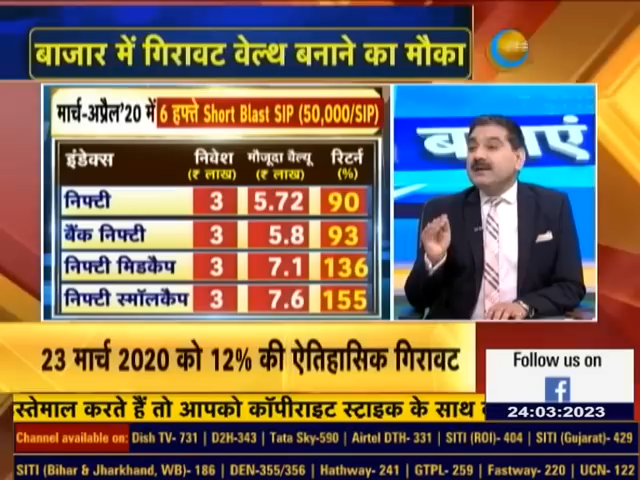 बाजार में गिरावट वेल्थ बनाने का मौका
मार्च-अप्रैल'20 में 6 हफ्ते Short Blast SIP (50,000/SIP)
इंडेक्स निवेश (₹ लाख) मौजूदा वैल्यू (₹ लाख) रिटर्न (%)
निफ्टी 3 5.72 90
बैंक निफ्टी 3 5.8 93
निफ्टी मिडकैप 3 7.1 136
निफ्टी स्मॉलकैप 3 7.6 155
23 मार्च 2020 को 12% की ऐतिहासिक गिरावट
Follow us on
स्तेमाल करते हैं तो आपको कॉपीराइट स्टाइक के साथ
24:03:2023
Channel available on: Dish TV- 731 | D2H-343 | Tata Sky-590 | Airtel DTH- 331 | SITI (ROI)- 404 | SITI (Gujarat)- 429
SITI (Bihar & Jharkhand, WB)- 186 | DEN-355/356 | Hathway- 241 | GTPL- 259 | Fastway- 220 | UCN- 122